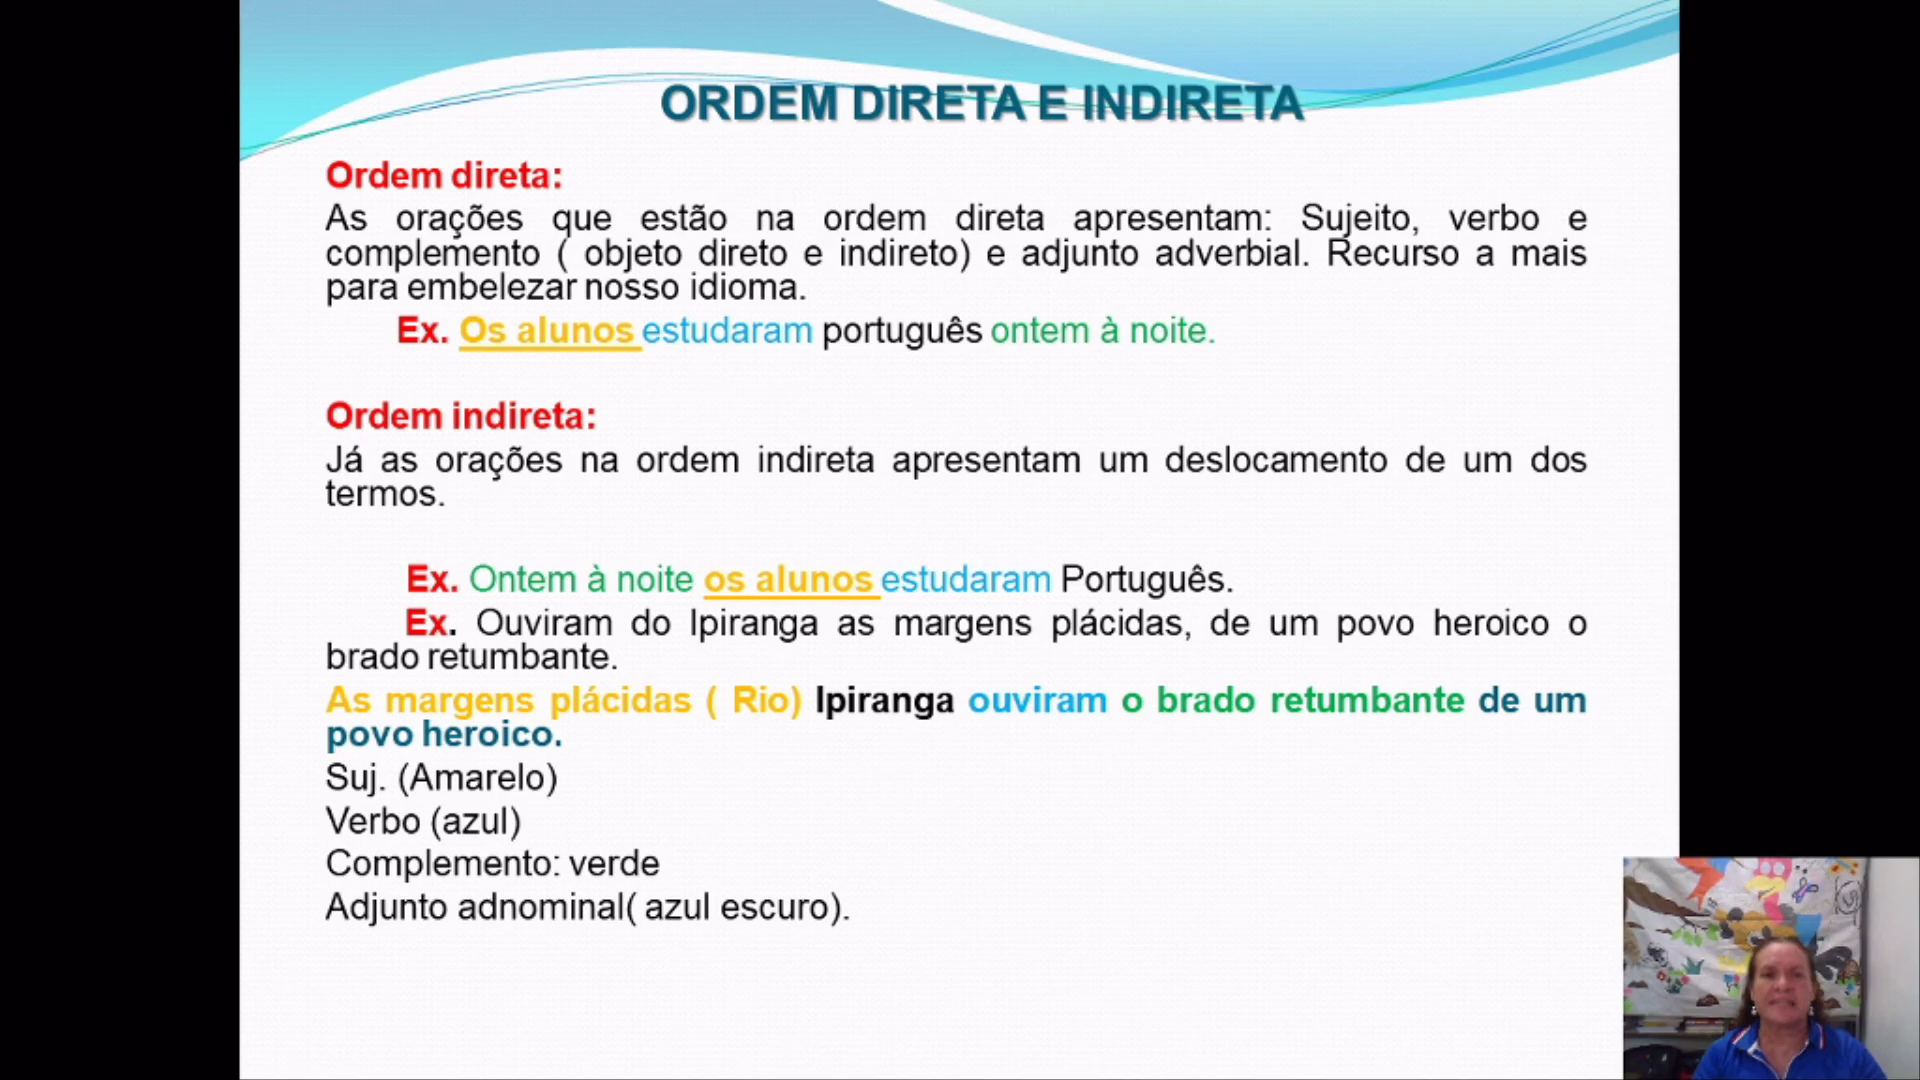 ORDEM DIRETA E INDIRETA
Ordem direta:
As orações que estão na ordem direta apresentam: Sujeito, verbo e
complemento ( objeto direto e indireto) e adjunto adverbial. Recurso a mais
para embelezar nosso idioma.
Ex. Os alunos estudaram português ontem à noite.
Ordem indireta:
Já as orações na ordem indireta apresentam um deslocamento de um dos
termos.
Ex. Ontem à noite os alunos estudaram Português.
Ex. Ouviram do Ipiranga as margens plácidas, de um povo heroico o
brado retumbante.
As margens plácidas ( Rio) Ipiranga ouviram o brado retumbante de um
povo heroico.
Suj. (Amarelo)
Verbo (azul)
Complemento: verde
Adjunto adnominal( azul escuro).